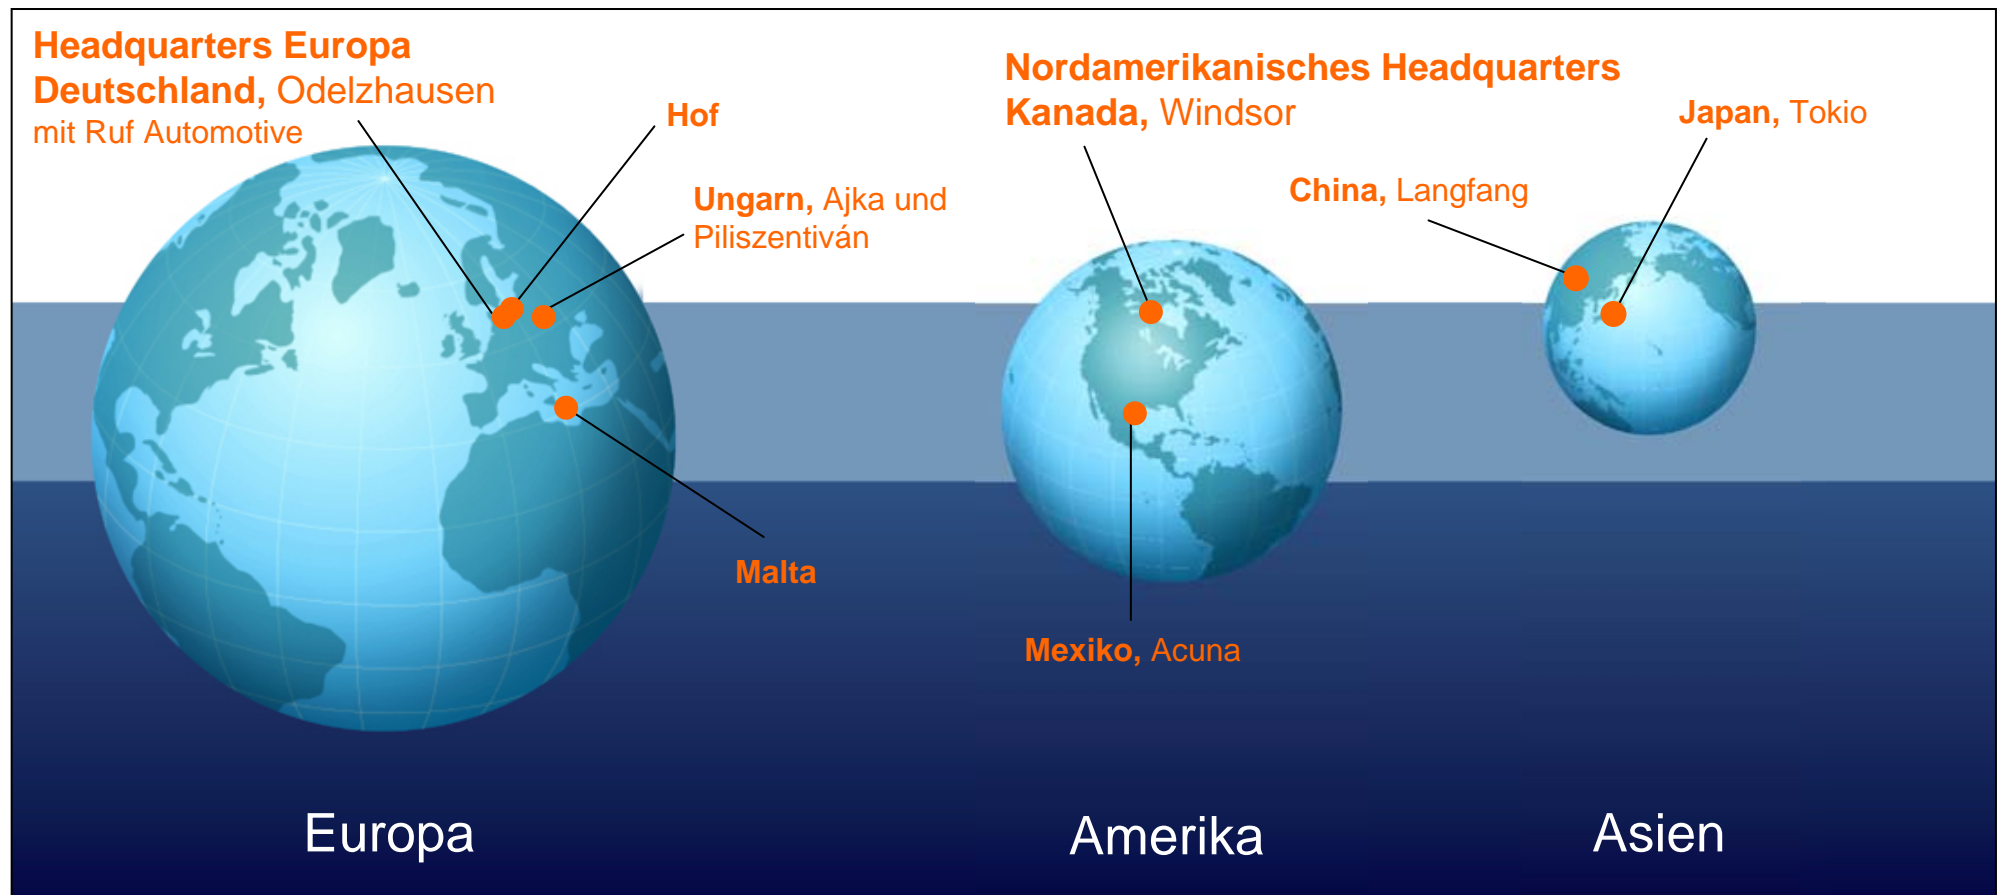 Headquarters Europa
Deutschland, Odelzhausen
mit Ruf Automotive
Hof
Ungarn, Ajka und
Piliszentiván
Malta
Nordamerikanisches Headquarters
Kanada, Windsor
Mexiko, Acuna
China, Langfang
Japan, Tokio
Europa
Amerika
Asien